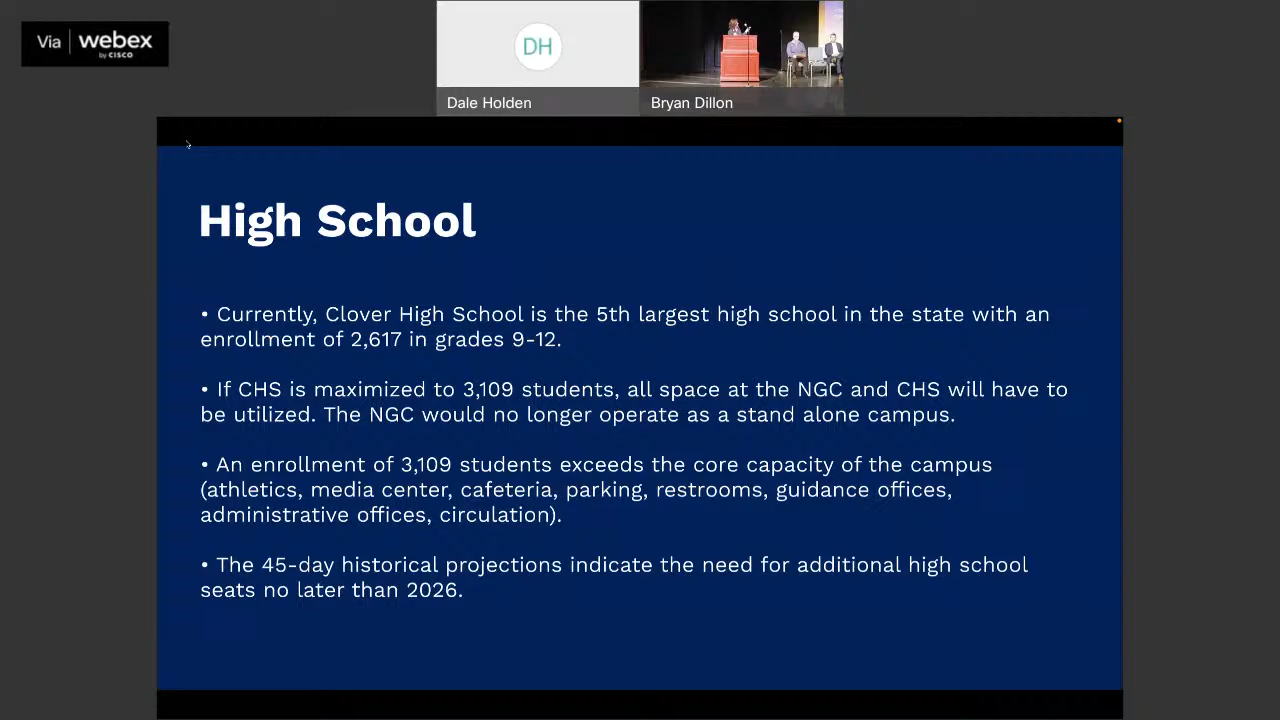 Via webex
by CISCO
DH
Dale Holden
Bryan Dillon
High School
• Currently, Clover High School is the 5th largest high school in the state with an
enrollment of 2,617 in grades 9-12.
• If CHS is maximized to 3,109 students, all space at the NGC and CHS will have to
be utilized. The NGC would no longer operate as a stand alone campus.
• An enrollment of 3,109 students exceeds the core capacity of the campus
(athletics, media center, cafeteria, parking, restrooms, guidance offices,
administrative offices, circulation).
• The 45-day historical projections indicate the need for additional high school
seats no later than 2026.